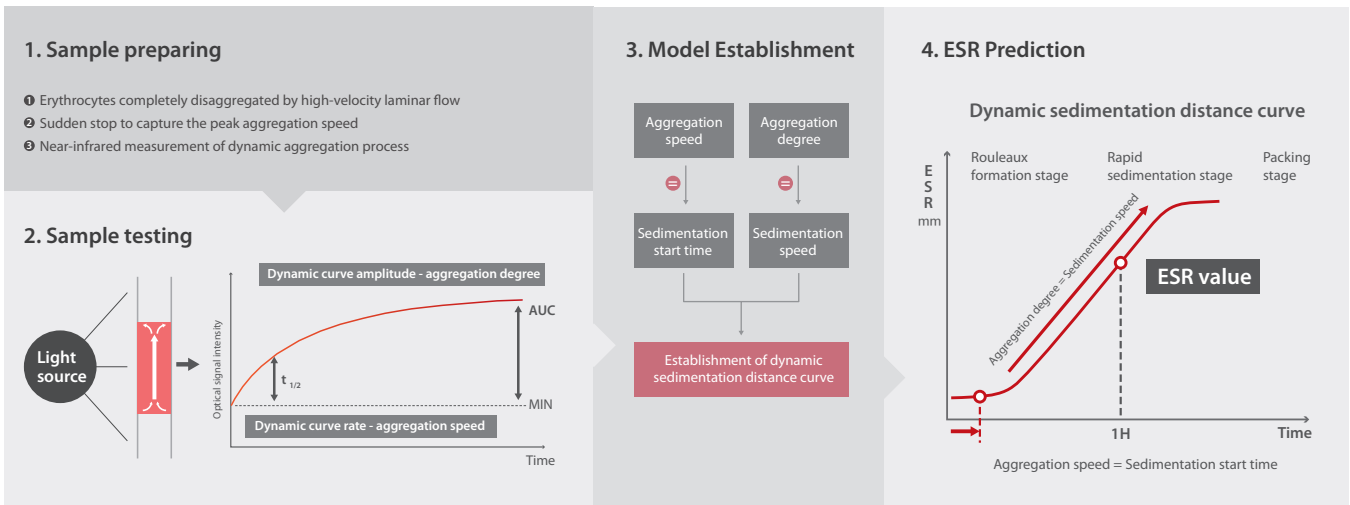 1. Sample preparing
❶ Erythrocytes completely disaggregated by high-velocity laminar flow
❷ Sudden stop to capture the peak aggregation speed
❸ Near-infrared measurement of dynamic aggregation process
2. Sample testing
Light
source
Optical signal intensity
Dynamic curve amplitude - aggregation degree
AUC
t 1/2
MIN
Dynamic curve rate - aggregation speed
Time
3. Model Establishment
Aggregation
speed
Aggregation
degree
=
=
Sedimentation
start time
Sedimentation
speed
Establishment of dynamic
sedimentation distance curve
4. ESR Prediction
Dynamic sedimentation distance curve
E
S
R
mm
Rouleaux
formation stage
Rapid
sedimentation stage
Packing
stage
Aggregation degree = Sedimentation speed
ESR value
1H
Time
Aggregation speed = Sedimentation start time